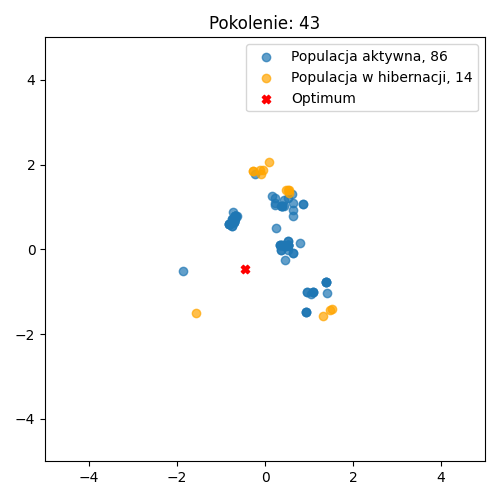 Pokolenie: 43
Populacja aktywna, 86
Populacja w hibernacji, 14
Optimum
4
2
0
−2
−4
−4 −2 0 2 4